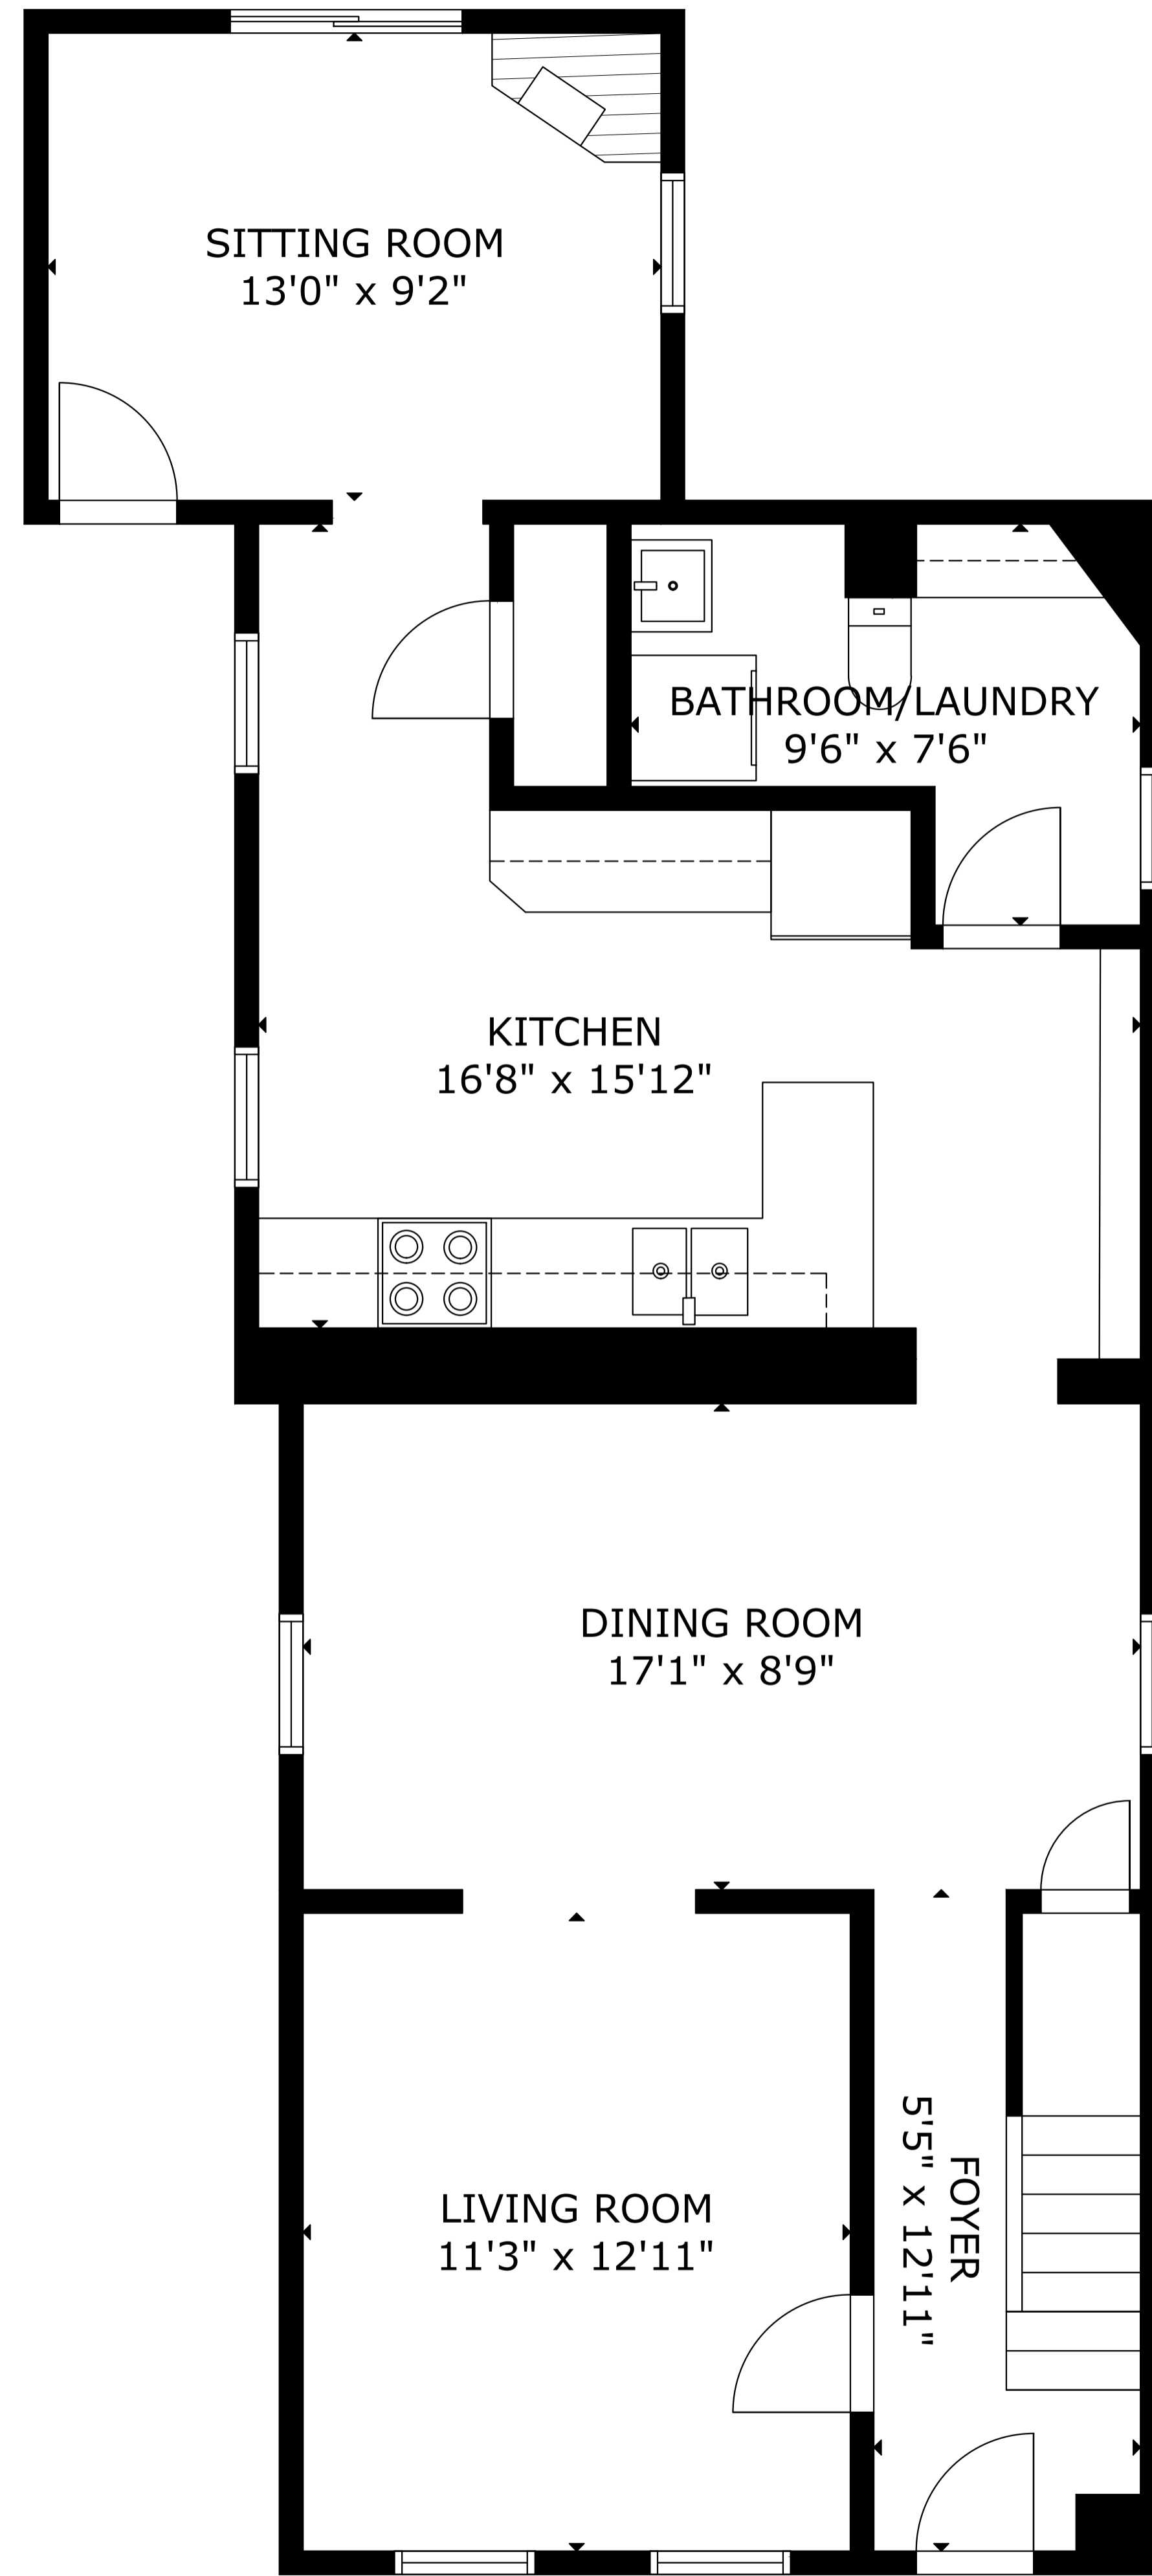 SITTING ROOM
13'0" x 9'2"
BATHROOM/LAUNDRY
9'6" x 7'6"
KITCHEN
16'8" x 15'12"
DINING ROOM
17'1" x 8'9"
LIVING ROOM
11'3" x 12'11"
FOYER
5'5" x 12'11"